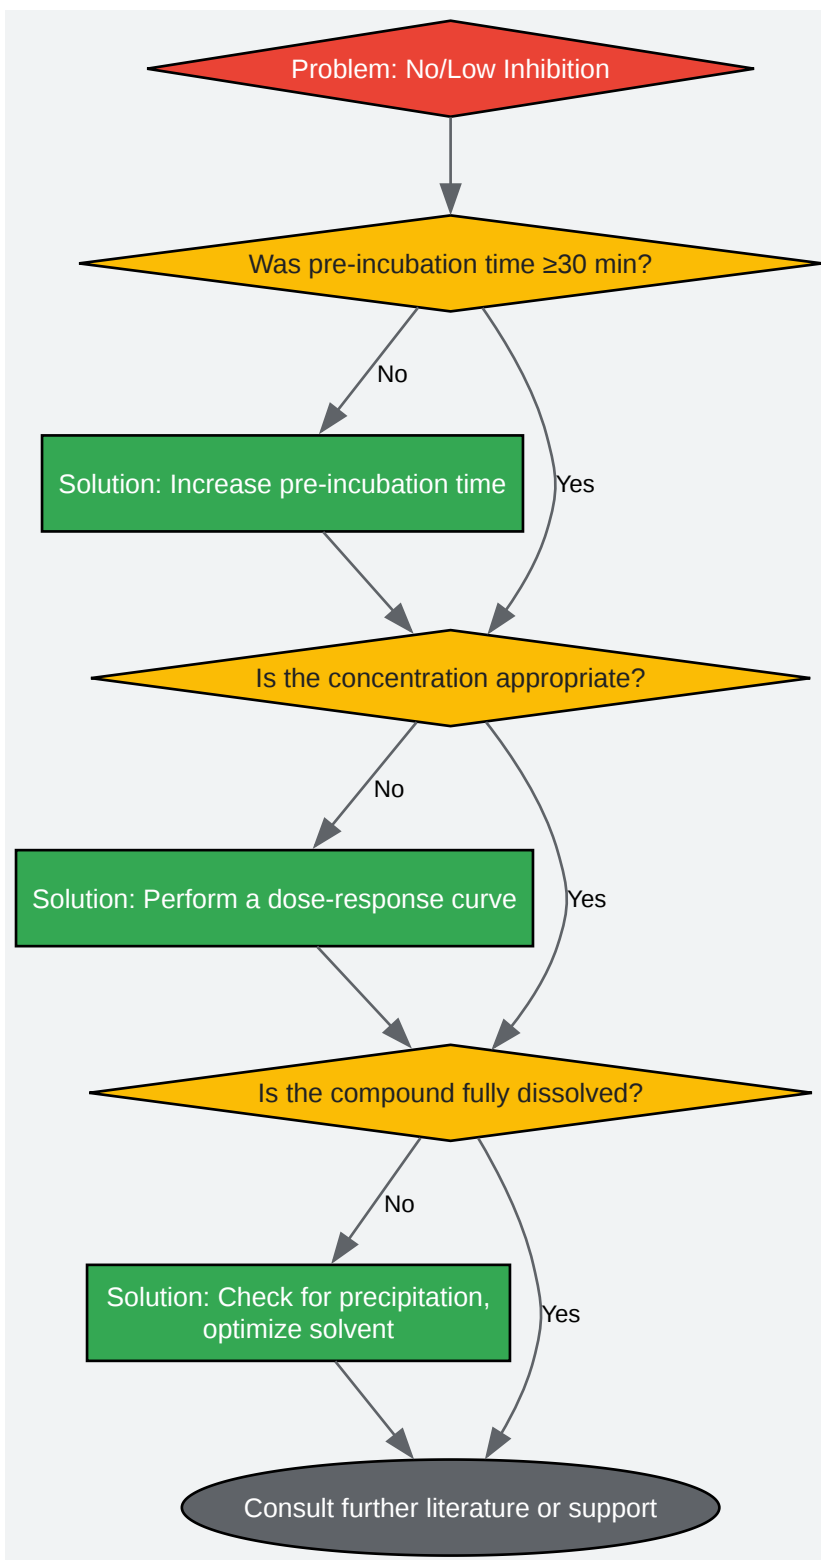 Problem: No/Low Inhibition
Was pre-incubation time ≥30 min?
No
Solution: Increase pre-incubation time
Yes
Is the concentration appropriate?
No
Solution: Perform a dose-response curve
Yes
Is the compound fully dissolved?
No
Solution: Check for precipitation,
optimize solvent
Yes
Consult further literature or support